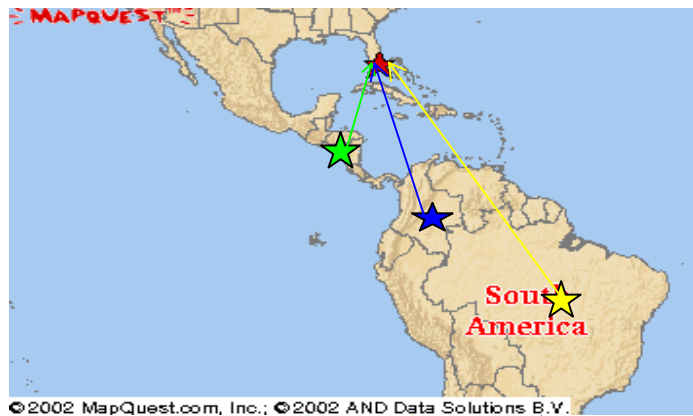 MAPQUEST
South
America
©2002 MapQuest.com, Inc.; ©2002 AND Data Solutions B.V.